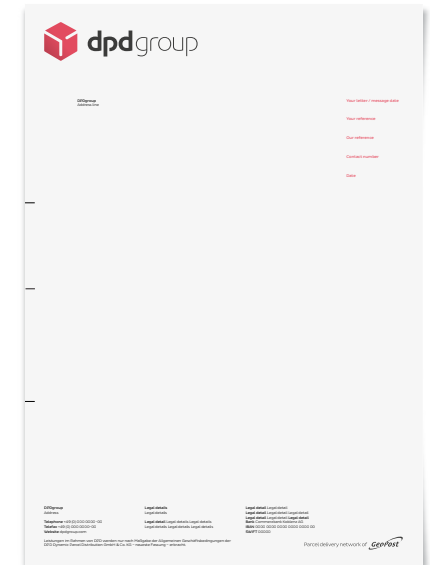 dpdgroup
DPDgroup
Address line
Your letter / message date
Your reference
Our reference
Contact number
Date
DPDgroup
Address
Telephone +49 (0) 000 0000-00
Telefax +49 (0) 000 0000-00
Website dpdgroup.com
Legal details
Legal details
Legal detail Legal details Legal details
Legal details Legal details Legal details
Legal detail Legal detail
Legal detail Legal detail Legal detail
Legal detail Legal detail Legal detail
Bank Commerzbank Koblenz AG
IBAN 00 00 0000 0000 0000 0000 00
SWIFT 00000
Leistungen im Rahmen von DPD werden nur nach Maßgabe der Allgemeinen Geschäftsbedingungen der
DPD Dynamic Parcel Distribution GmbH & Co. KG – neueste Fassung – erbracht.
Parcel delivery network of GeoPost